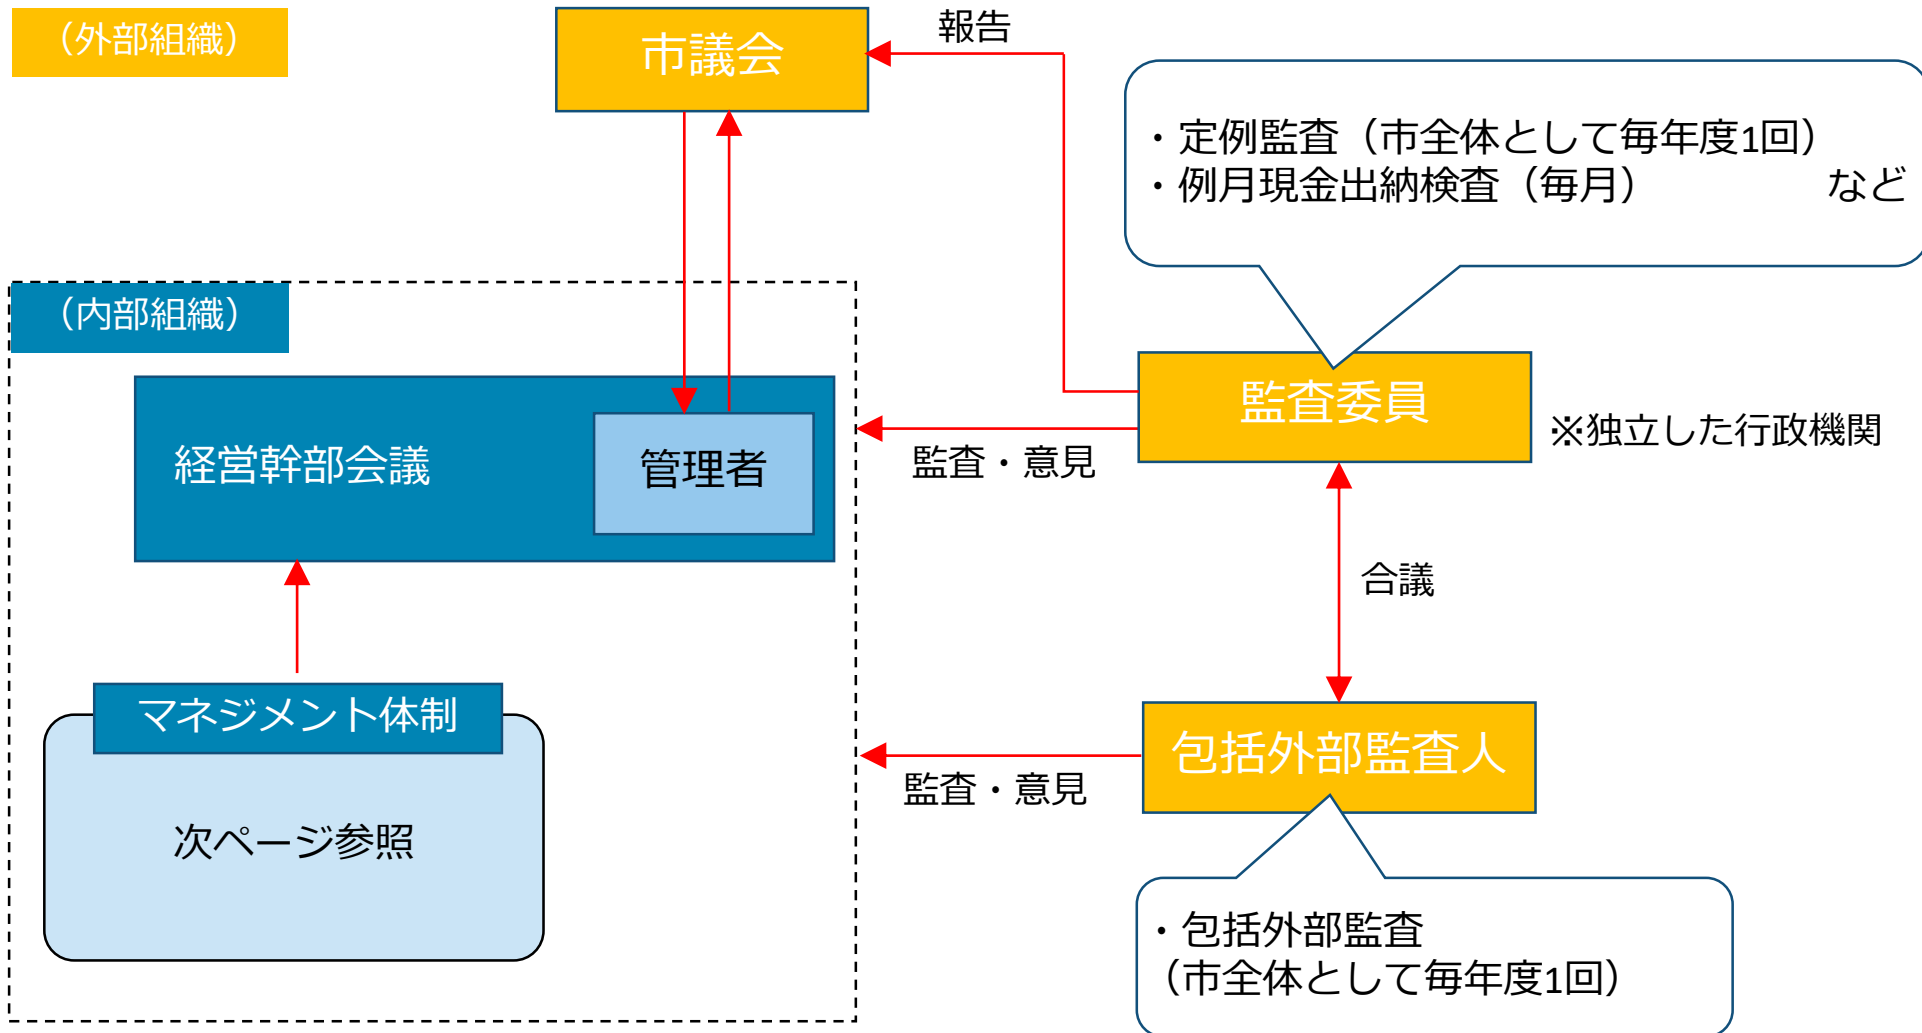 （外部組織）
市議会
報告
・定例監査（市全体として毎年度1回）
・例月現金出納検査（毎月）　　　　　など
（内部組織）
経営幹部会議
管理者
監査委員
※独立した行政機関
監査・意見
合議
マネジメント体制
次ページ参照
包括外部監査人
監査・意見
・包括外部監査
（市全体として毎年度1回）